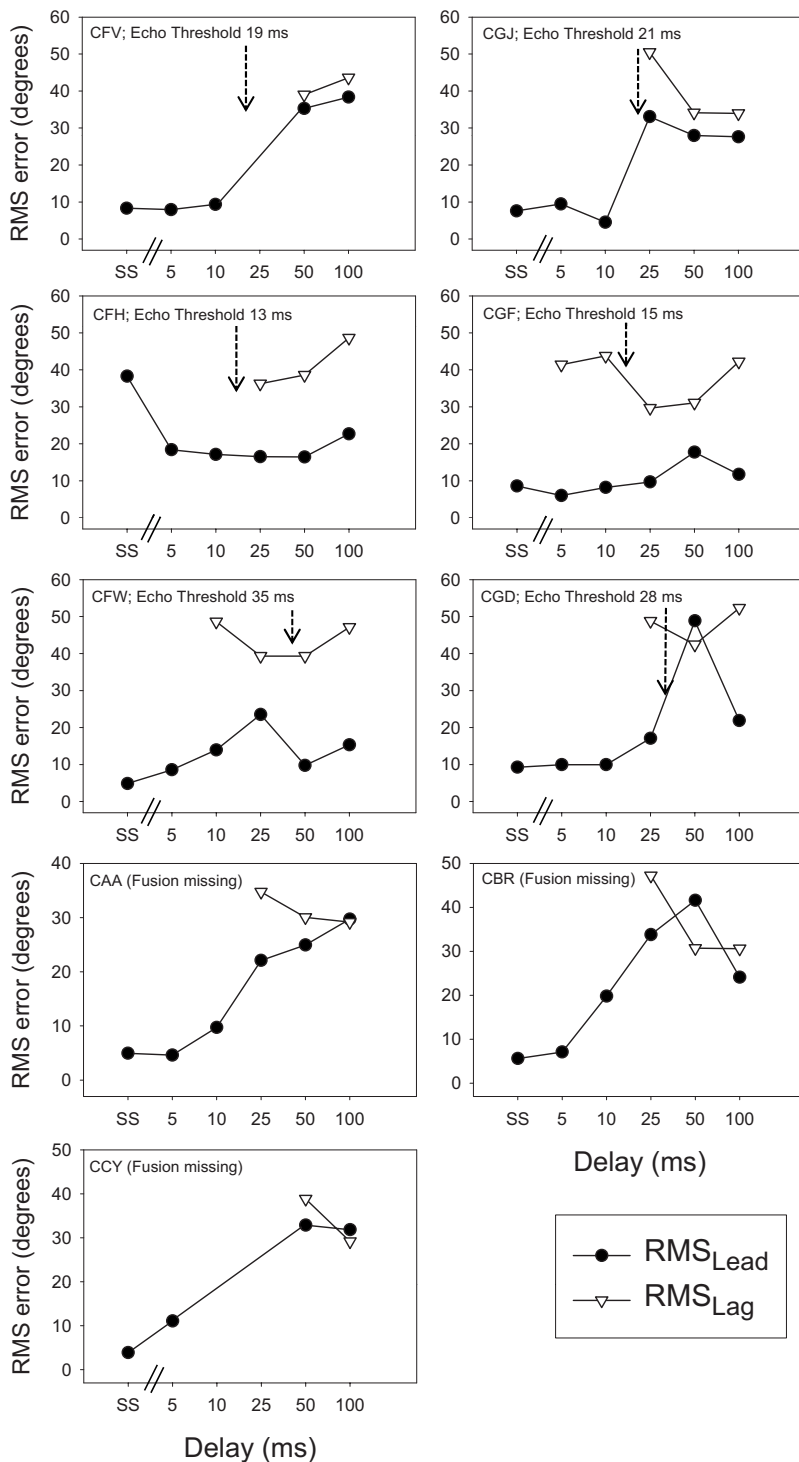 CFV; Echo Threshold 19 ms
RMS error (degrees)
60
50
40
30
20
10
0
SS 5 10 25 50 100
CGJ; Echo Threshold 21 ms
60
50
40
30
20
10
0
SS 5 10 25 50 100
CFH; Echo Threshold 13 ms
RMS error (degrees)
60
50
40
30
20
10
0
SS 5 10 25 50 100
CGF; Echo Threshold 15 ms
60
50
40
30
20
10
0
SS 5 10 25 50 100
CFW; Echo Threshold 35 ms
RMS error (degrees)
60
50
40
30
20
10
0
SS 5 10 25 50 100
CGD; Echo Threshold 28 ms
60
50
40
30
20
10
0
SS 5 10 25 50 100
CAA (Fusion missing)
RMS error (degrees)
40
30
20
10
0
SS 5 10 25 50 100
CBR (Fusion missing)
50
40
30
20
10
0
SS 5 10 25 50 100
Delay (ms)
CCY (Fusion missing)
RMS error (degrees)
50
40
30
20
10
0
SS 5 10 25 50 100
Delay (ms)
RMS Lead
RMS Lag